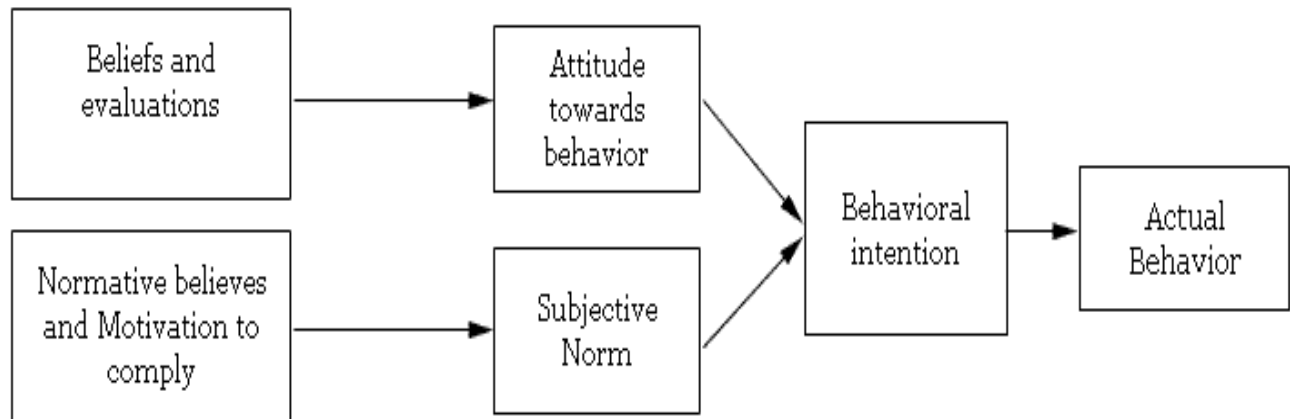 Beliefs and
evaluations
Attitude
towards
behavior
Behavioral
intention
Actual
Behavior
Normative believes
and Motivation to
comply
Subjective
Norm